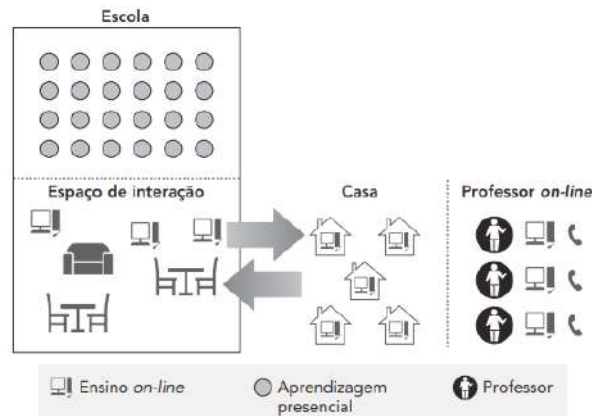 Escola
Espaço de interação
Casa
Professor on-line
Ensino on-line
Aprendizagem
presencial
Professor